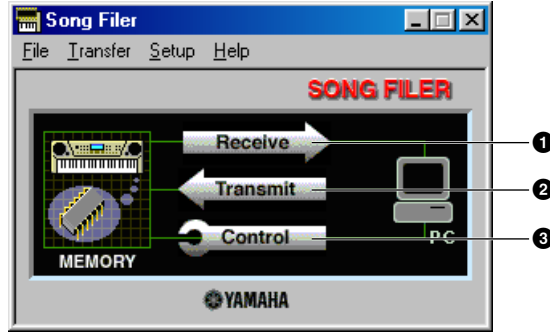 Song Filer
File Transfer Setup Help
SONG FILER
Receive
1
Transmit
2
Control
3
MEMORY
PC
YAMAHA